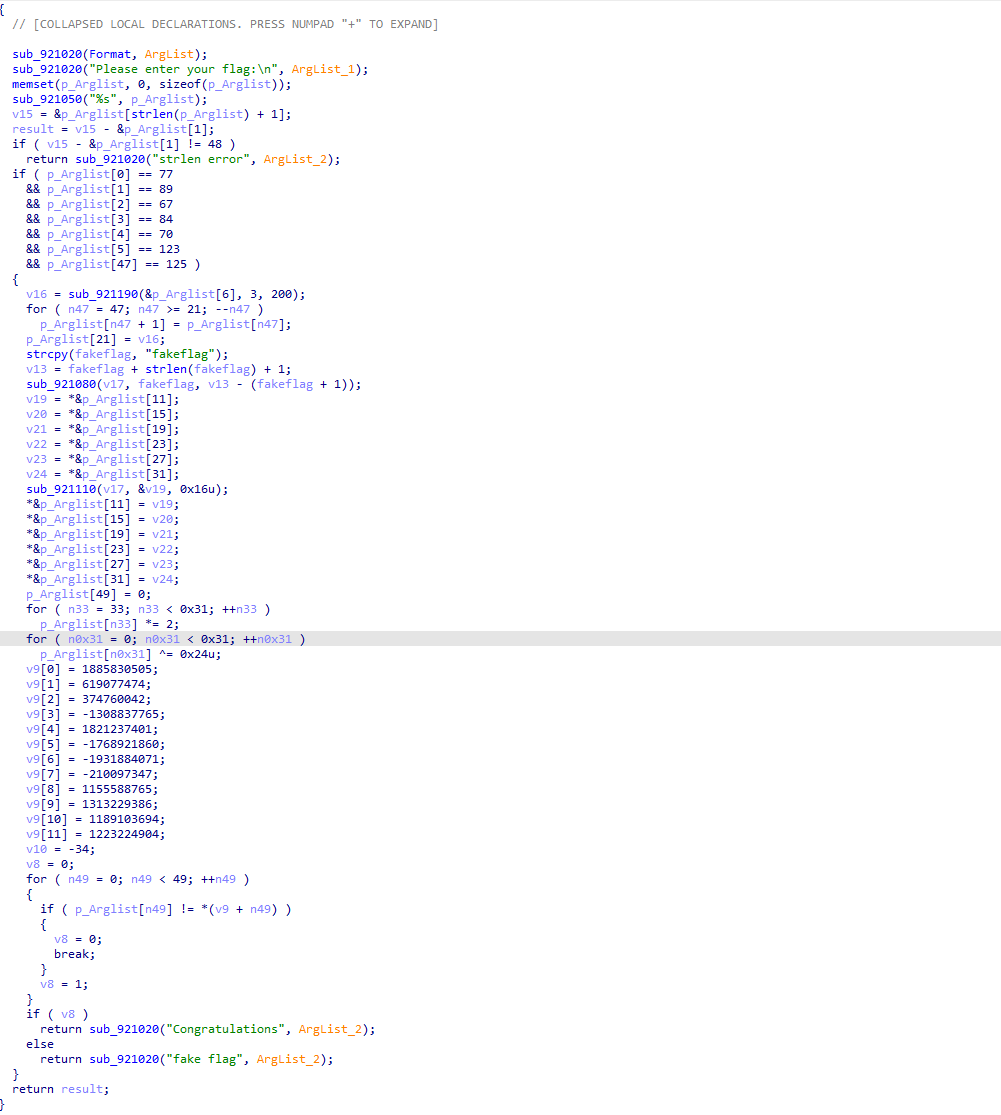 {
// [COLLAPSED LOCAL DECLARATIONS. PRESS NUMPAD "+" TO EXPAND]
sub_921020(Format, ArgList);
sub_921020("Please enter your flag:\n", ArgList_1);
memset(p_Arglist, 0, sizeof(p_Arglist));
sub_921050("%s", p_Arglist);
v15 = &p_Arglist[strlen(p_Arglist) + 1];
result = v15 - &p_Arglist[1];
if ( v15 - &p_Arglist[1] != 48 )
return sub_921020("strlen error", ArgList_2);
if ( p_Arglist[0] == 77
&& p_Arglist[1] == 89
&& p_Arglist[2] == 67
&& p_Arglist[3] == 84
&& p_Arglist[4] == 70
&& p_Arglist[5] == 123
&& p_Arglist[47] == 125 )
{
v16 = sub_921190(&p_Arglist[6], 3, 200);
for ( n47 = 47; n47 >= 21; --n47 )
p_Arglist[n47 + 1] = p_Arglist[n47];
p_Arglist[21] = v16;
strcpy(fakeflag, "fakeflag");
v13 = fakeflag + strlen(fakeflag) + 1;
sub_921080(v17, fakeflag, v13 - (fakeflag + 1));
v19 = *&p_Arglist[11];
v20 = *&p_Arglist[15];
v21 = *&p_Arglist[19];
v22 = *&p_Arglist[23];
v23 = *&p_Arglist[27];
v24 = *&p_Arglist[31];
sub_921110(v17, &v19, 0x16u);
*&p_Arglist[11] = v19;
*&p_Arglist[15] = v20;
*&p_Arglist[19] = v21;
*&p_Arglist[23] = v22;
*&p_Arglist[27] = v23;
*&p_Arglist[31] = v24;
p_Arglist[49] = 0;
for ( n33 = 33; n33 < 0x31; ++n33 )
p_Arglist[n33] *= 2;
for ( n0x31 = 0; n0x31 < 0x31; ++n0x31 )
p_Arglist[n0x31] ^= 0x24u;
v9[0] = 1885830505;
v9[1] = 619077474;
v9[2] = 374760042;
v9[3] = -1308837765;
v9[4] = 1821237401;
v9[5] = -1768921860;
v9[6] = -1931884071;
v9[7] = -210097347;
v9[8] = 1155588765;
v9[9] = 1313229386;
v9[10] = 1189103694;
v9[11] = 1223224904;
v10 = -34;
v8 = 0;
for ( n49 = 0; n49 < 49; ++n49 )
{
if ( p_Arglist[n49] != *(v9 + n49) )
{
v8 = 0;
break;
}
v8 = 1;
}
if ( v8 )
return sub_921020("Congratulations", ArgList_2);
else
return sub_921020("fake flag", ArgList_2);
}
return result;
}